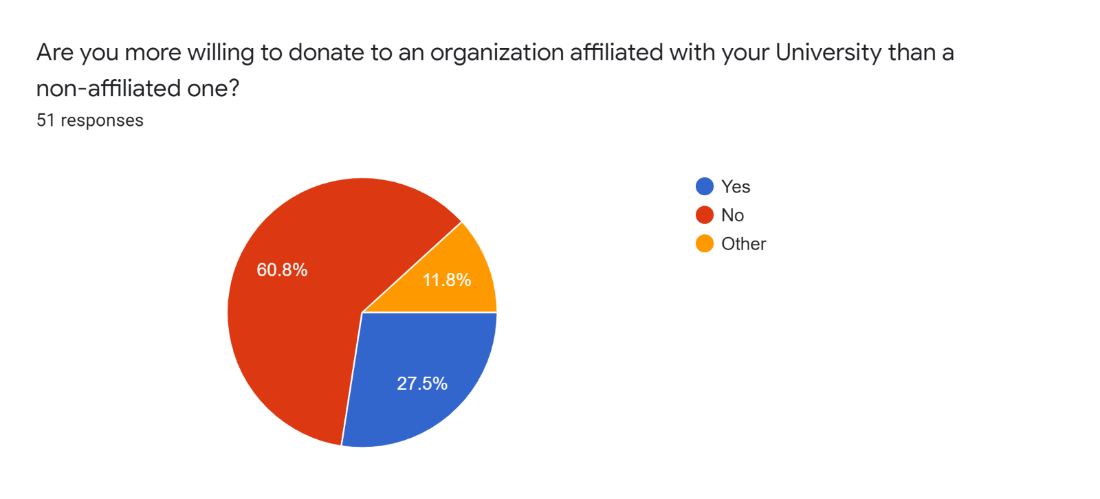 Are you more willing to donate to an organization affiliated with your University than a
non-affiliated one?
51 responses
Yes
No
Other
60.8%
11.8%
27.5%